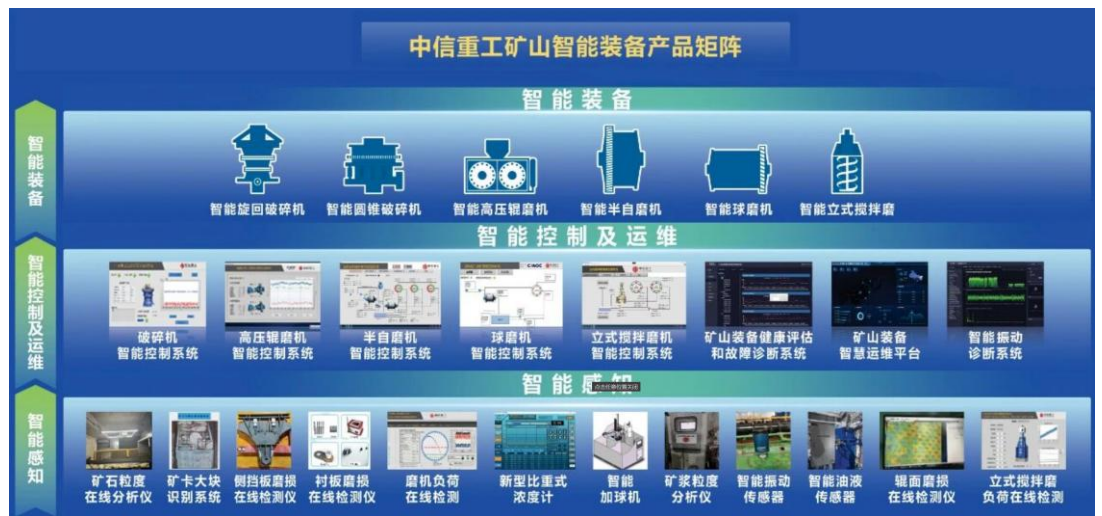 中信重工矿山智能装备产品矩阵
智能装备
智能装备
智能旋回破碎机
智能圆锥破碎机
智能高压辊磨机
智能半自磨机
智能球磨机
智能立式搅拌磨
智能控制及运维
智能控制及运维
破碎机
智能控制系统
高压辊磨机
智能控制系统
半自磨机
智能控制系统
球磨机
智能控制系统
立式搅拌磨机
智能控制系统
矿山装备健康评估
和故障诊断系统
矿山装备
智慧运维平台
智能振动
诊断系统
智能感知
智能感知
矿石粒度
在线分析仪
矿卡大块
识别系统
侧挡板磨损
在线检测仪
衬板磨损
在线检测仪
磨机负荷
在线检测
新型比重式
浓度计
智能
加球机
矿浆粒度
分析仪
智能振动
传感器
智能油液
传感器
辊面磨损
在线检测仪
立式搅拌磨
负荷在线检测